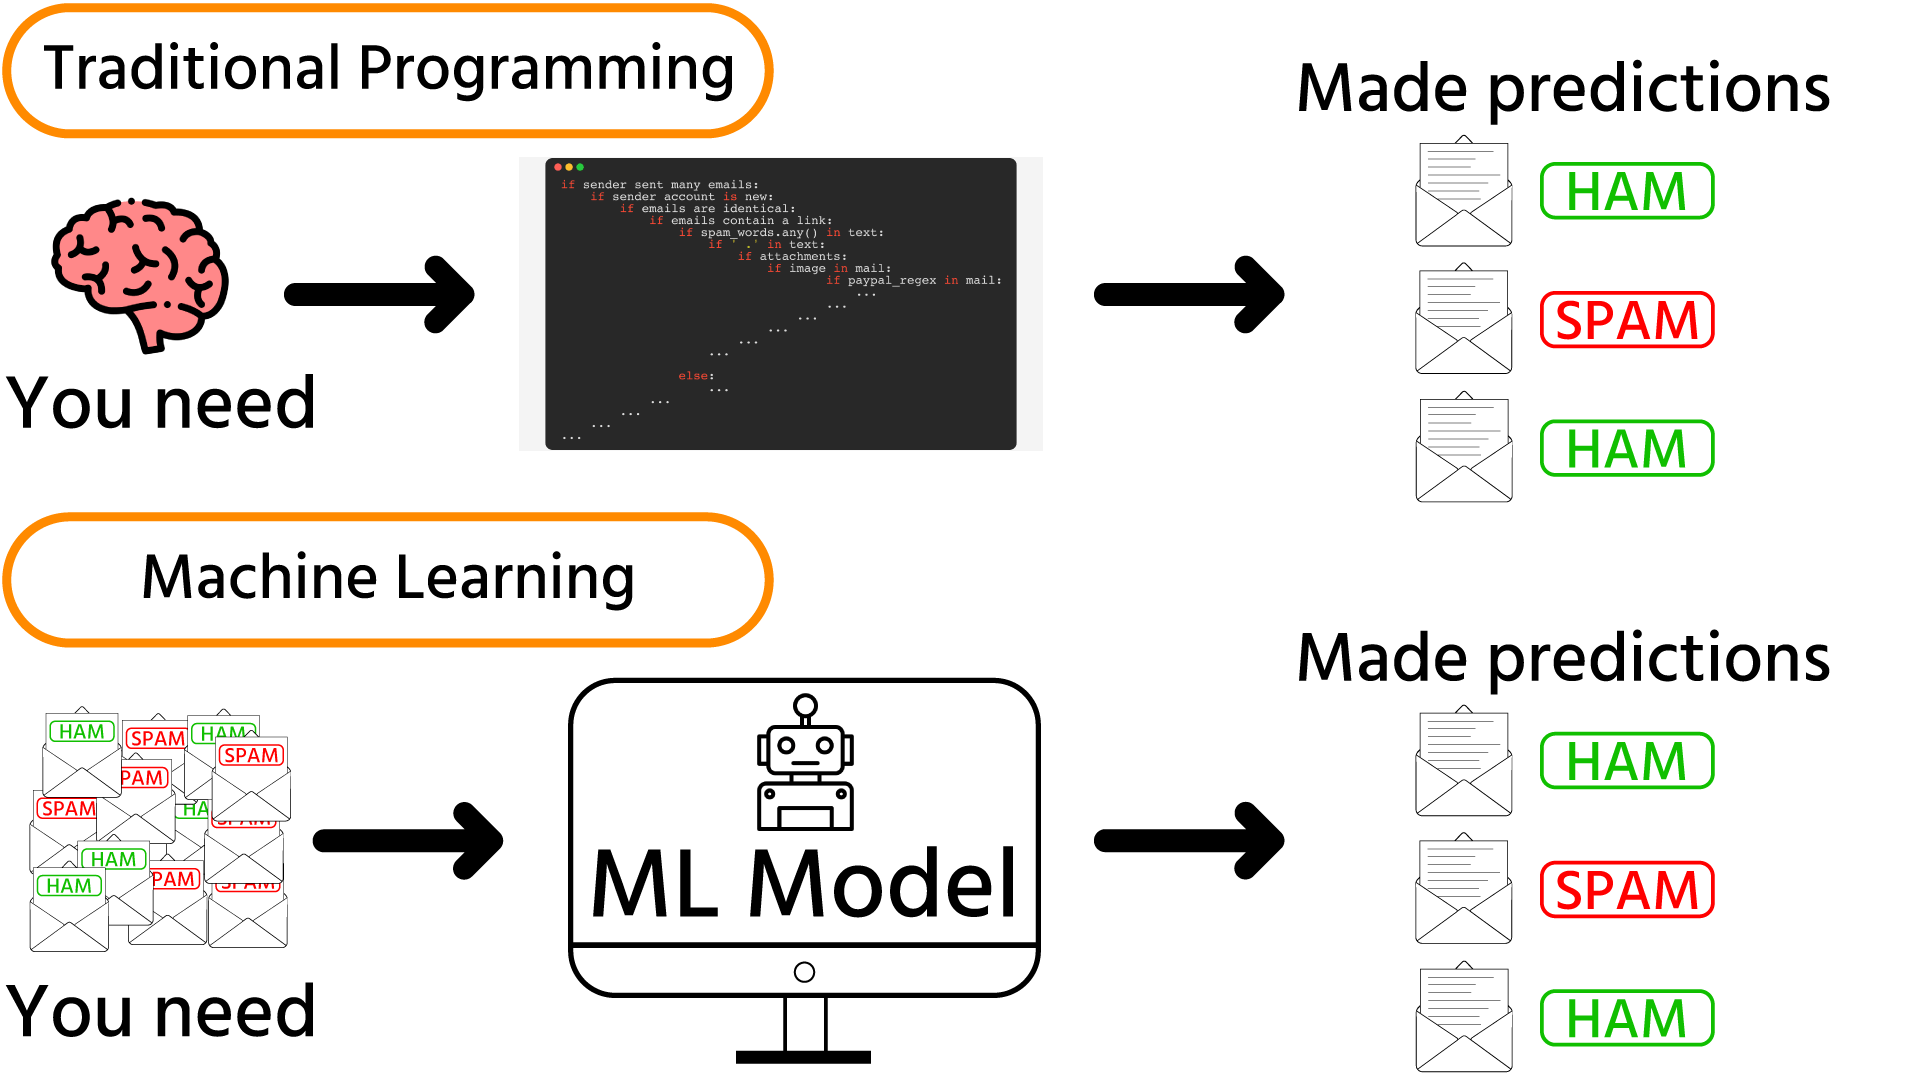 Traditional Programming
Made predictions
if sender sent many emails:
if sender account is new:
if emails are identical:
if emails contain a link:
if spam_words.any() in text:
if ' .' in text:
if attachments:
if image in mail:
if paypal_regex in mail:
...
...
...
...
...
...
else:
...
...
...
...
...
HAM
SPAM
HAM
You need
Machine Learning
Made predictions
HAM
SPAM
HAM
SPAM
PAM
SPAM
HA
SPAM
HAM
HAM
PAM
SPAM
ML Model
HAM
SPAM
HAM
You need